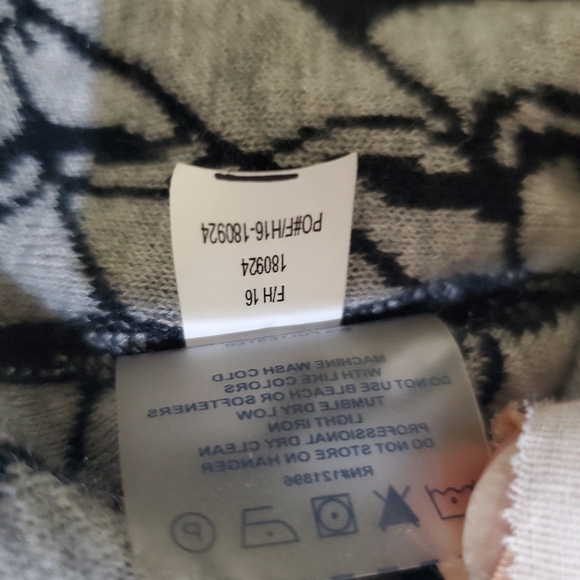 F/H 16
180924
PO#F/H16-180924
MACHINE WASH COLD
WITH LIKE COLORS
DO NOT USE BLEACH OR SOFTENERS
TUMBLE DRY LOW
LIGHT IRON
PROFESSIONAL DRY CLEAN
DO NOT STORE ON HANGER
RN#121896
P